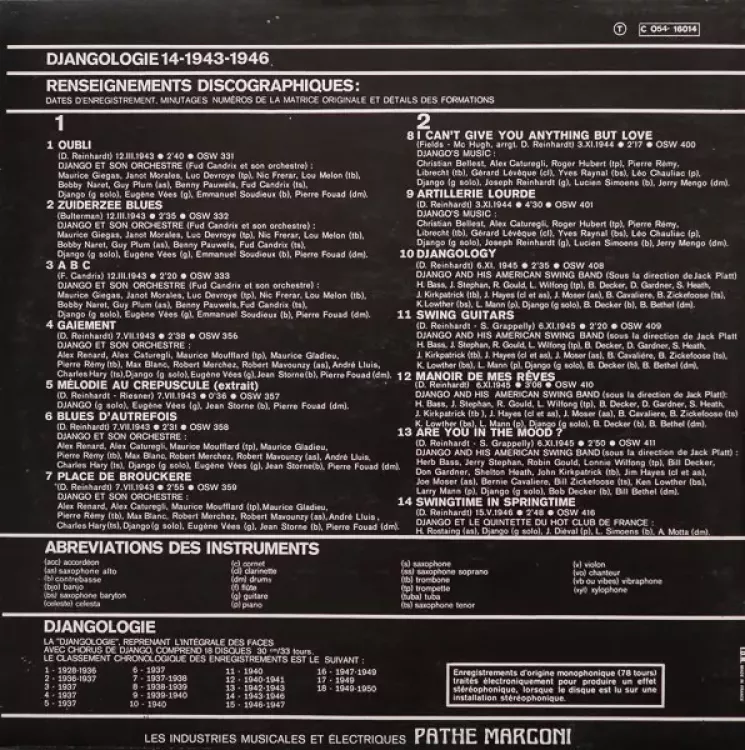 Ⓣ C 054- 16014
DJANGOLOGIE 14-1943-1946
RENSEIGNEMENTS DISCOGRAPHIQUES:
DATES D'ENREGISTREMENT, MINUTAGES NUMÉROS DE LA MATRICE ORIGINALE ET DÉTAILS DES FORMATIONS
1
1 OUBLI
(D. Reinhardt) 12.III.1943 ● 2'40 ● OSW 331
DJANGO ET SON ORCHESTRE (Fud Candrix et son orchestre) :
Maurice Giegas, Janot Morales, Luc Devroye (tp), Nic Frerar, Lou Melon (tb),
Bobby Naret, Guy Plum (as), Benny Pauwels, Fud Candrix (ts),
Django (g solo), Eugène Vées (g), Emmanuel Soudieux (b), Pierre Fouad (dm).
2 ZUIDERZEE BLUES
(Bulterman) 12.III.1943 ● 2'35 ● OSW 332
DJANGO ET SON ORCHESTRE (Fud Candrix et son orchestre) :
Maurice Giegas, Janot Morales, Luc Devroye (tp), Nic Frerar, Lou Melon (tb),
Bobby Naret, Guy Plum (as), Benny Pauwels, Fud Candrix (ts),
Django (g solo), Eugène Vées (g), Emmanuel Soudieux (b), Pierre Fouad (dm).
3 A B C
(F. Candrix) 12.III.1943 ● 2'20 ● OSW 333
DJANGO ET SON ORCHESTRE (Fud Candrix et son orchestre) :
Maurice Giegas, Janot Morales, Luc Devroye (tp), Nic Frerar, Lou Melon (tb),
Bobby Naret, Guy Plum (as), Benny Pauwels, Fud Candrix (ts),
Django (g solo), Eugène Vées (g), Emmanuel Soudieux (b), Pierre Fouad (dm).
4 GAIEMENT
(D. Reinhardt) 7.VII.1943 ● 2'38 ● OSW 356
DJANGO ET SON ORCHESTRE :
Alex Renard, Alex Caturegli, Maurice Moufflard (tp), Maurice Gladieu,
Pierre Rémy (tb), Max Blanc, Robert Merchez, Robert Mavounzy (as), André Lluis,
Charles Hary (ts), Django (g solo), Eugène Vées (g), Jean Storne (b), Pierre Fouad (dm).
5 MÉLODIE AU CREPUSCULE (extrait)
(D. Reinhardt - Riesner) 7.VII.1943 ● 0'36 ● OSW 357
DJANGO (g solo), Eugène Vées (g), Jean Storne (b), Pierre Fouad (dm).
6 BLUES D'AUTREFOIS
(D. Reinhardt) 7.VII.1943 ● 2'31 ● OSW 358
DJANGO ET SON ORCHESTRE :
Alex Renard, Alex Caturegli, Maurice Moufflard (tp), Maurice Gladieu,
Pierre Rémy (tb), Max Blanc, Robert Merchez, Robert Mavounzy (as), André Lluis,
Charles Hary (ts), Django (g solo), Eugène Vées (g), Jean Storne(b), Pierre Fouad (dm).
7 PLACE DE BROUCKERE
(D. Reinhardt) 7.VII.1943 ● 2'55 ● OSW 359
DJANGO ET SON ORCHESTRE :
Alex Renard, Alex Caturegli, Maurice Moufflard (tp), Maurice Gladieu,
Pierre Rémy (tb), Max Blanc, Robert Merchez, Robert Mavounzy (as), André Lluis ,
Charles Hary(ts), Django (g solo), Eugène Vées (g), Jean Storne (b), Pierre Fouad (dm).
2
8 I CAN'T GIVE YOU ANYTHING BUT LOVE
(Fields - Mc Hugh, arrgt. D. Reinhardt) 3.XI.1944 ● 2'17 ● OSW 400
DJANGO'S MUSIC :
Christian Bellest, Alex Caturegli, Roger Hubert (tp), Pierre Rémy,
Librecht (tb), Gérard Lévêque (cl), Yves Raynal (bs), Léo Chauliac (p),
Django (g solo), Joseph Reinhardt (g), Lucien Simoens (b), Jerry Mengo (dm).
9 ARTILLERIE LOURDE
(D. Reinhardt) 3.XI.1944 ● 4'30 ● OSW 401
DJANGO'S MUSIC :
Christian Bellest, Alex Caturegli, Roger Hubert (tp), Pierre Rémy,
Librecht (tb), Gérard Lévêque (cl), Yves Raynal (bs), Léo Chauliac (p),
Django (g solo), Joseph Reinhardt (g), Lucien Simoens (b), Jerry Mengo (dm).
10 DJANGOLOGY
(D. Reinhardt) 6.XI. 1945 ● 2'35 ● OSW 408
DJANGO AND HIS AMERICAN SWING BAND (Sous la direction de Jack Platt)
H. Bass, J. Stephan, R. Gould, L. Wilfong (tp), B. Decker, D. Gardner, S. Heath,
J. Kirkpatrick (tb), J. Hayes (cl et as), J. Moser (as), B. Cavaliere, B. Zickefoose (ts),
K. Lowther (bs), L. Mann (p), Django (g solo), B. Decker (b), B. Bethel (dm).
11 SWING GUITARS
(D. Reinhardt - S. Grappelly) 6.XI.1945 ● 2'20 ● OSW 409
DJANGO AND HIS AMERICAN SWING BAND (sous la direction de Jack Platt
H. Bass, J. Stephan, R. Gould, L. Wilfong (tp), B. Decker, D. Gardner, S. Heath,
J. Kirkpatrick (tb), J. Hayes (cl et as), J. Moser (as), B. Cavalière, B. Zickefoose (ts),
K. Lowther (bs), L. Mann (p), Django (g solo), B. Decker (b), B. Bethel (dm).
12 MANOIR DE MES RÊVES
(D. Reinhardt) 6.XI.1945 ● 3'06 ● OSW 410
DJANGO AND HIS AMERICAN SWING BAND (sous la direction de Jack Platt):
H. Bass, J. Stephan, R. Gould, L. Wilfong (tp), B. Decker, D. Gardner, S. Heath,
J. Kirkpatrick (tb ), J. Hayes (cl et as), J. Moser (as), B. Cavaliere, B. Zickefoose (ts)
K. Lowther (bs), L. Mann (p), Django (g solo), B. Decker (b), B. Bethel (dm).
13 ARE YOU IN THE MOOD ?
(D. Reinhardt - S. Grappelly) 6.XI.1945 ● 2'50 ● OSW 411
DJANGO AND HIS AMERICAN SWING BAND (sous la direction de Jack Platt) :
Herb Bass, Jerry Stephan, Robin Gould, Lonnie Wilfong (tp), Bill Decker,
Don Gardner, Shelton Heath, John Kirkpatrick (tb), Jim Hayes (cl et as),
Joe Moser (as), Bernie Cavaliere, Bill Zickefoose (ts), Ken Lowther (bs),
Larry Mann (p), Django (g solo), Bob Decker (b), Bill Bethel (dm).
14 SWINGTIME IN SPRINGTIME
(D. Reinhardt) 15.V.1946 ● 2'48 ● OSW 416
DJANGO ET LE QUINTETTE DU HOT CLUB DE FRANCE :
H. Rostaing (as), Django (g solo), J. Diéval (p), L. Simoens (b), A. Motta (dm).
ABREVIATIONS DES INSTRUMENTS
(acc) accordéon
(as) saxophone alto
(b) contrebasse
(bjo) banjo
(bs) saxophone baryton
(celeste) celesta
(c) cornet
(cl) clarinette
(dm) drums
(f) flûte
(g) guitare
(p) piano
(s) saxophone
(ss) saxophone soprano
(tb) trombone
(tp) trompette
(tuba) tuba
(ts) saxophone tenor
(v) violon
(vo) chanteur
(vb ou vibes) vibraphone
(xyl) xylophone
DJANGOLOGIE
LA "DJANGOLOGIE", REPRENANT L'INTÉGRALE DES FACES
AVEC CHORUS DE DJANGO, COMPREND 18 DISQUES 30 cm/33 tours.
LE CLASSEMENT CHRONOLOGIQUE DES ENREGISTREMENTS EST LE SUIVANT :
1 - 1928-1936
2 - 1936-1937
3 - 1937
4 - 1937
5 - 1937
6 - 1937
7 - 1937-1938
8 - 1938-1939
9 - 1939-1940
10 - 1940
11 - 1940
12 - 1940-1941
13 - 1942-1943
14 - 1943-1946
15 - 1946-1947
16 - 1947-1949
17 - 1949
18 - 1949-1950
Enregistrements d'origine monophonique (78 tours)
traités électroniquement pour produire un effet
stéréophonique, lorsque le disque est lu sur une
installation stéréophonique.
LES INDUSTRIES MUSICALES ET ÉLECTRIQUES PATHE MARCONI